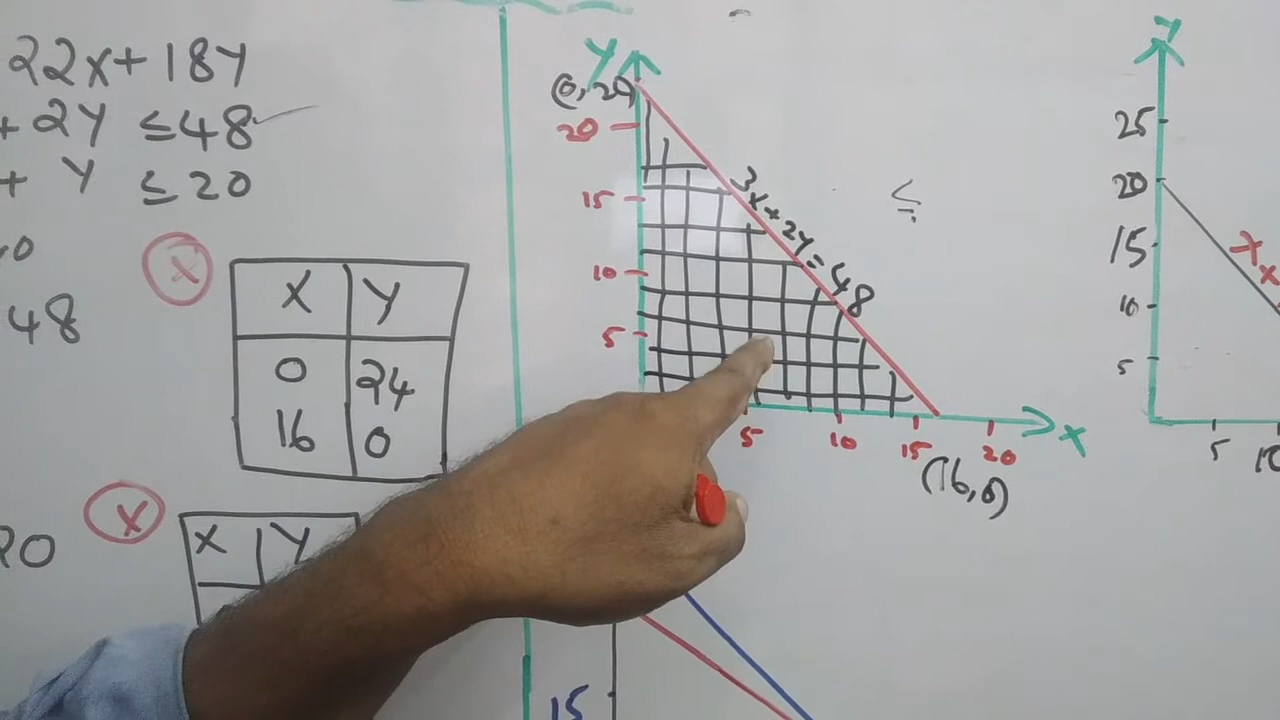 22X+18Y
+ 2Y ≤48
+ Y ≤20
0
48
X
X Y
0 24
16 0
20
X
X Y
Y
(0,24)
20
15
10
5
3x+2Y=48
≤
5 10 15 20
X
(16,0)
15
Y
25
20
15
10
5
X
5 10